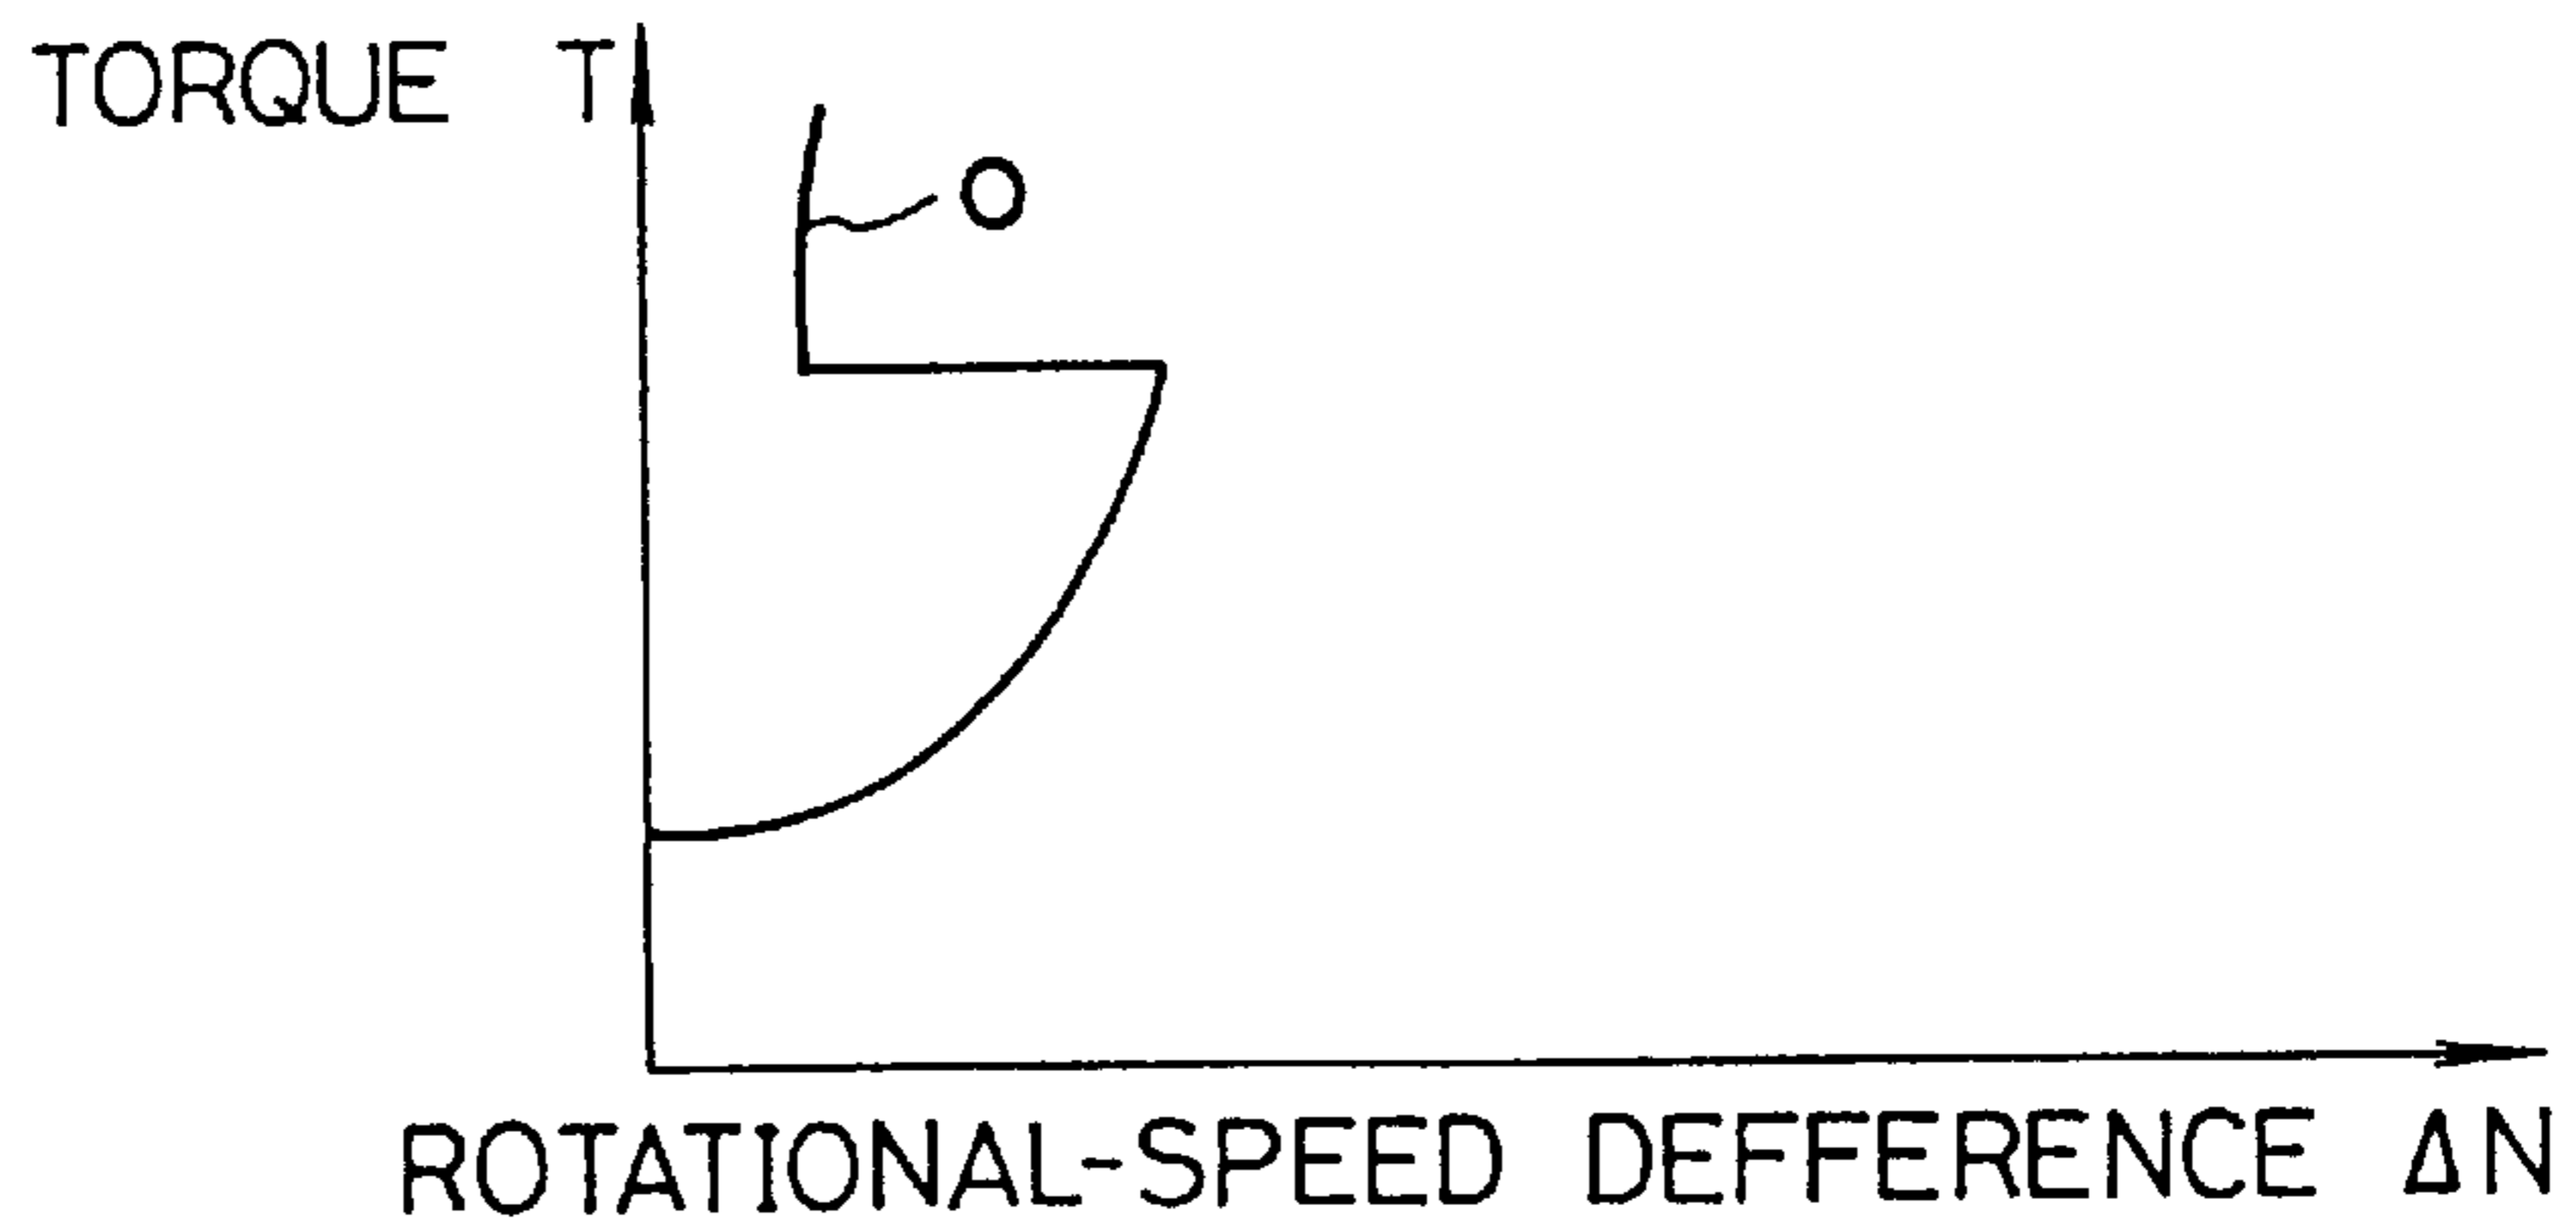 TORQUE T
O
ROTATIONAL-SPEED DEFFERENCE ΔN